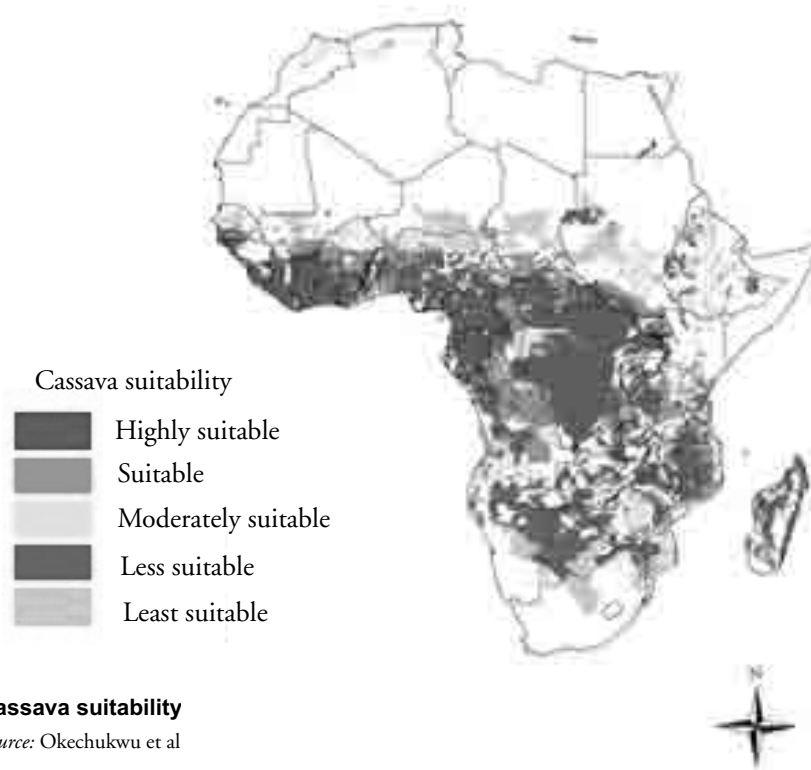 Cassava suitability
Highly suitable
Suitable
Moderately suitable
Less suitable
Least suitable
N
assava suitability
urce: Okechukwu et al